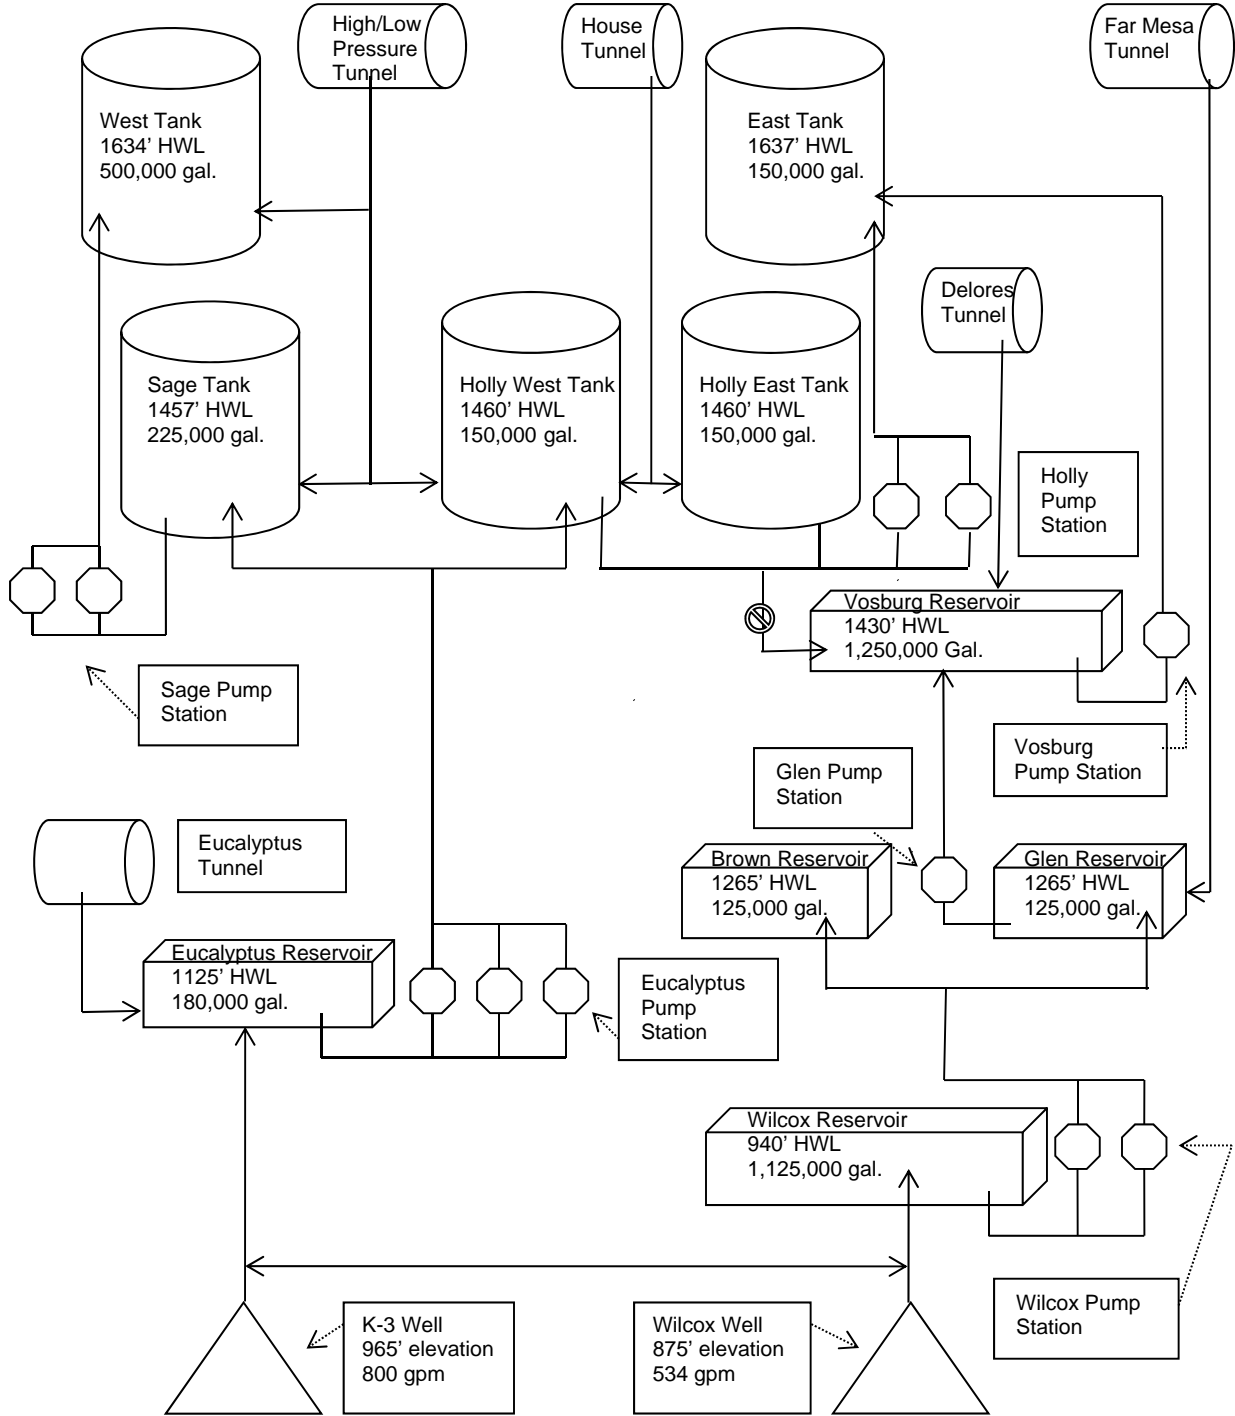 High/Low
Pressure
Tunnel
House
Tunnel
Far Mesa
Tunnel
West Tank
1634’ HWL
500,000 gal.
East Tank
1637’ HWL
150,000 gal.
Delores
Tunnel
Sage Tank
1457’ HWL
225,000 gal.
Holly West Tank
1460’ HWL
150,000 gal.
Holly East Tank
1460’ HWL
150,000 gal.
Holly
Pump
Station
Vosburg Reservoir
1430’ HWL
1,250,000 Gal.
Sage Pump
Station
Vosburg
Pump Station
Glen Pump
Station
Eucalyptus
Tunnel
Brown Reservoir
1265’ HWL
125,000 gal.
Glen Reservoir
1265’ HWL
125,000 gal.
Eucalyptus Reservoir
1125’ HWL
180,000 gal.
Eucalyptus
Pump
Station
Wilcox Reservoir
940’ HWL
1,125,000 gal.
K-3 Well
965’ elevation
800 gpm
Wilcox Well
875’ elevation
534 gpm
Wilcox Pump
Station